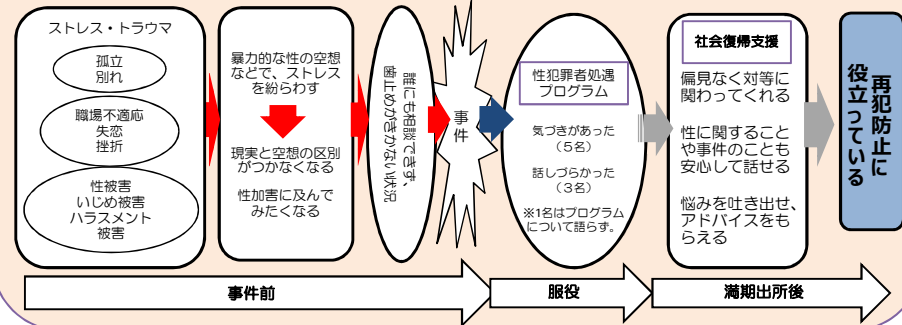 ストレス・トラウマ
孤立
別れ
職場不適応
失恋
挫折
性被害
いじめ被害
ハラスメント
被害
暴力的な性の空想
などで、ストレス
を紛らわす
現実と空想の区別
がつかなくなる
性加害に及んで
みたくなる
誰にも相談できず、
歯止めがきかない状況
事件
性犯罪者処遇
プログラム
気づきがあった
（5名）
話しづらかった
（3名）
※1名はプログラム
について語らず。
社会復帰支援
偏見なく対等に
関わってくれる
性に関すること
や事件のことも
安心して話せる
悩みを吐き出せ、
アドバイスをも
らえる
再犯防止に
役立っている
事件前
服役
満期出所後